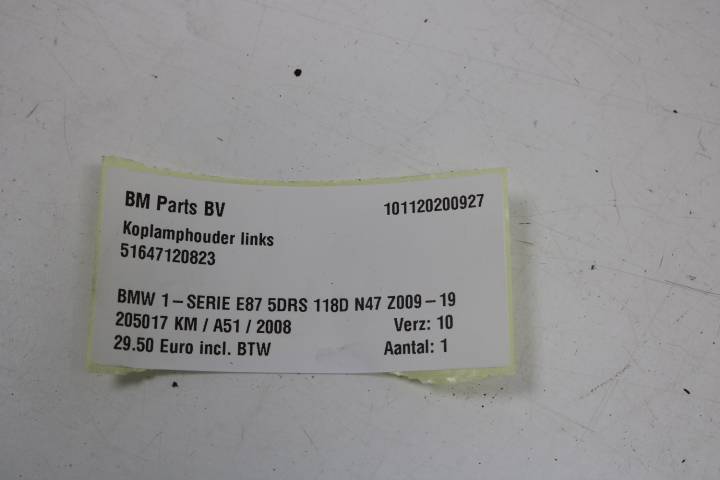 BM Parts BV 101120200927
Koplamphouder links
51647120823
BMW 1-SERIE E87 5DRS 118D N47 Z009-19
205017 KM / A51 / 2008 Verz: 10
29.50 Euro incl. BTW Aantal: 1